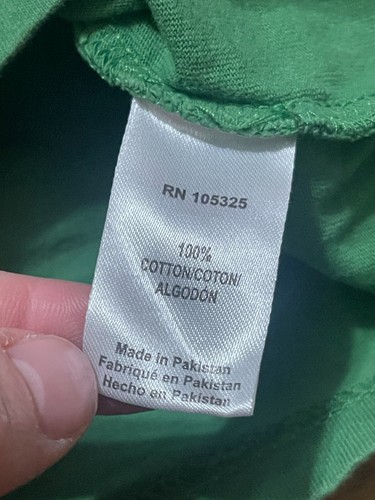 RN 105325
100%
COTTON/COTON/
ALGODON
Made in Pakistan
Fabriqué en Pakistan
Hecho en Pakistan